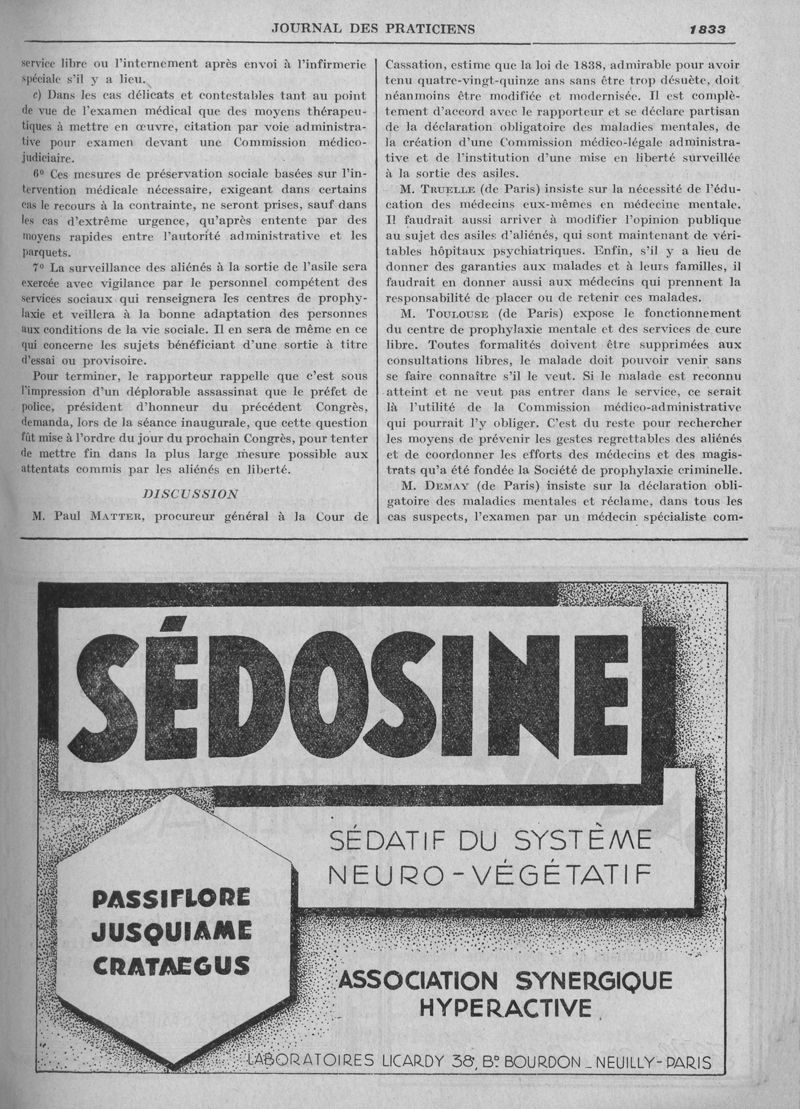 JOURNAL DES PRATICIENS 1833
service libre ou l'internement après envoi à l'infirmerie
spéciale s'il y a lieu.
c) Dans les cas délicats et contestables tant au point
de vue de l'examen médical que des moyens thérapeu-
tiques à mettre en œuvre, citation par voie administra-
tive pour examen devant une Commission médico-
judiciaire.
6º Ces mesures de préservation sociale basées sur l'in-
tervention médicale nécessaire, exigeant dans certains
cas le recours à la contrainte, ne seront prises, sauf dans
les cas d'extrême urgence, qu'après entente par des
moyens rapides entre l'autorité administrative et les
parquets.
7º La surveillance des aliénés à la sortie de l'asile sera
exercée avec vigilance par le personnel compétent des
services sociaux qui renseignera les centres de prophy-
laxie et veillera à la bonne adaptation des personnes
aux conditions de la vie sociale. Il en sera de même en ce
qui concerne les sujets bénéficiant d'une sortie à titre
d'essai ou provisoire.
Pour terminer, le rapporteur rappelle que c'est sous
l'impression d'un déplorable assassinat que le préfet de
police, président d'honneur du précédent Congrès,
demanda, lors de la séance inaugurale, que cette question
fût mise à l'ordre du jour du prochain Congrès, pour tenter
de mettre fin dans la plus large mesure possible aux
attentats commis par les aliénés en liberté.
DISCUSSION
M. Paul MATTER, procureur général à la Cour de
Cassation, estime que la loi de 1838, admirable pour avoir
tenu quatre-vingt-quinze ans sans être trop désuète, doit
néanmoins être modifiée et modernisée. Il est complè-
tement d'accord avec le rapporteur et se déclare partisan
de la déclaration obligatoire des maladies mentales, de
la création d'une Commission médico-légale administra-
tive et de l'institution d'une mise en liberté surveillée
à la sortie des asiles.
M. TRUELLE (de Paris) insiste sur la nécessité de l'édu-
cation des médecins eux-mêmes en médecine mentale.
Il faudrait aussi arriver à modifier l'opinion publique
au sujet des asiles d'aliénés, qui sont maintenant de véri-
tables hôpitaux psychiatriques. Enfin, s'il y a lieu de
donner des garanties aux malades et à leurs familles, il
faudrait en donner aussi aux médecins qui prennent la
responsabilité de placer ou de retenir ces malades.
M. TOULOUSE (de Paris) expose le fonctionnement
du centre de prophylaxie mentale et des services de cure
libre. Toutes formalités doivent être supprimées aux
consultations libres, le malade doit pouvoir venir sans
se faire connaître s'il le veut. Si le malade est reconnu
atteint et ne veut pas entrer dans le service, ce serait
là l'utilité de la Commission médico-administrative
qui pourrait l'y obliger. C'est du reste pour rechercher
les moyens de prévenir les gestes regrettables des aliénés
et de coordonner les efforts des médecins et des magis-
trats qu'a été fondée la Société de prophylaxie criminelle.
M. DEMAY (de Paris) insiste sur la déclaration obli-
gatoire des maladies mentales et réclame, dans tous les
cas suspects, l'examen par un médecin spécialiste com-
SÉDOSINE
SÉDATIF DU SYSTÈME
NEURO-VÉGÉTATIF
PASSIFLORE
JUSQUIAME
CRATAEGUS
ASSOCIATION SYNERGIQUE
HYPERACTIVE.
LABORATOIRES LICARDY 38, Bᵈ BOURDON _ NEUILLY-PARIS